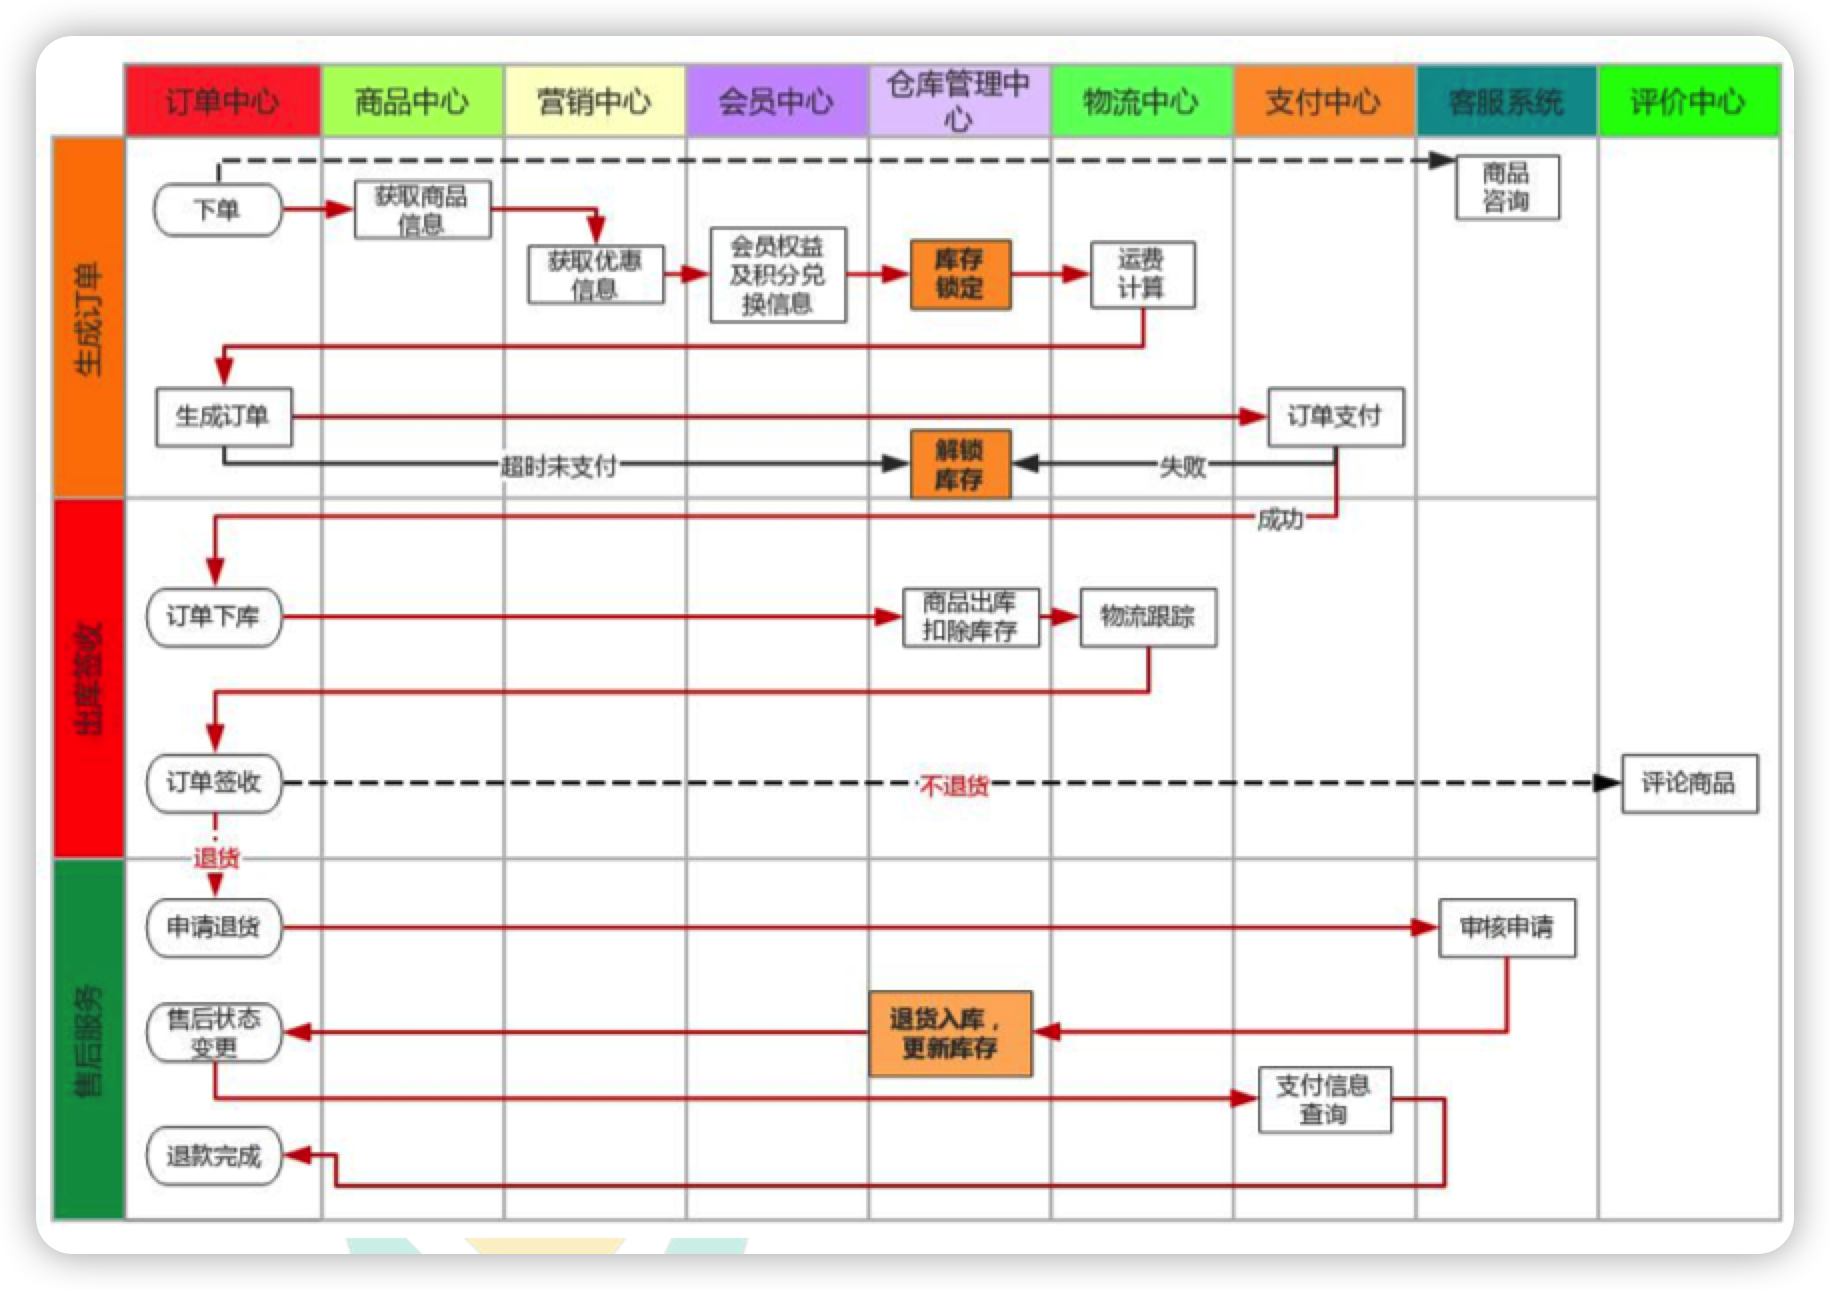 订单中心
商品中心
营销中心
会员中心
仓库管理中
心
物流中心
支付中心
客服系统
评价中心
生成订单
下单
获取商品
信息
商品
咨询
获取优惠
信息
会员权益
及积分兑
换信息
库存
锁定
运费
计算
生成订单
订单支付
超时未支付
解锁
库存
失败
出库签收
成功
订单下库
商品出库
扣除库存
物流跟踪
订单签收
不退货
评论商品
退货
售后服务
申请退货
审核申请
售后状态
变更
退货入库，
更新库存
支付信息
查询
退款完成